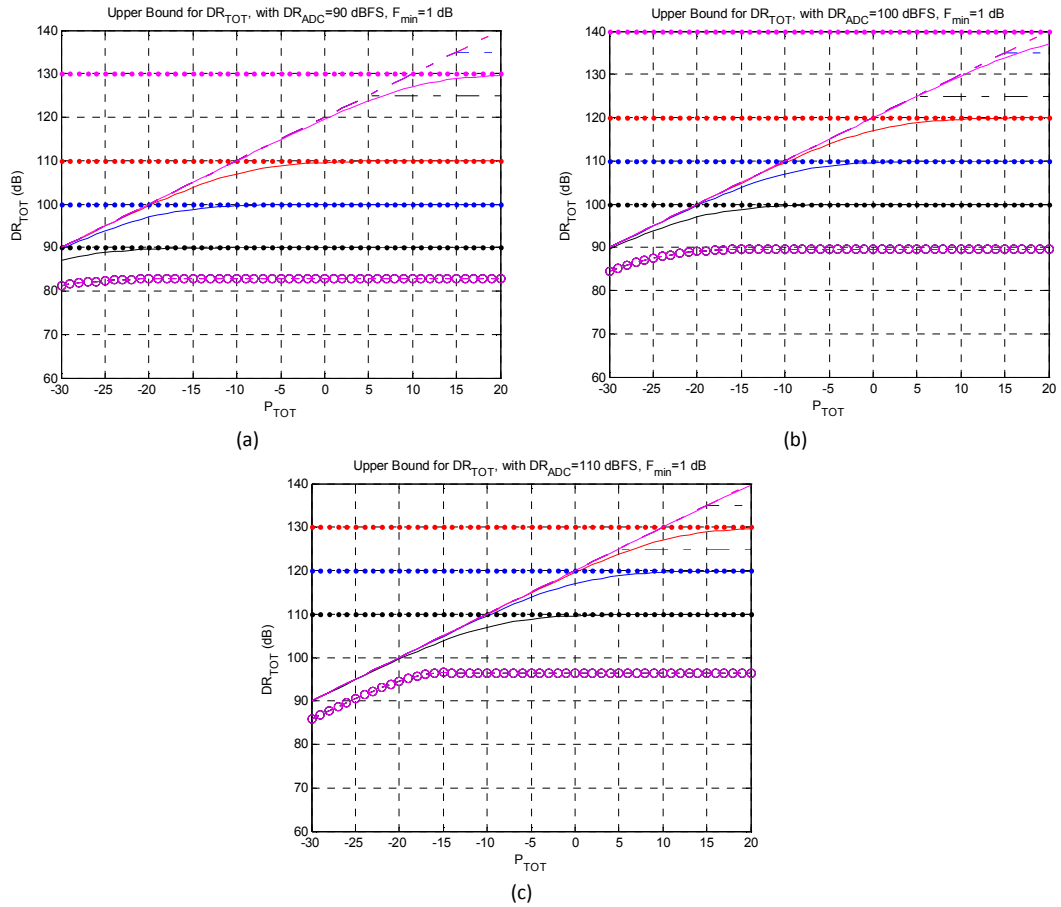 Upper Bound for DR_TOT, with DR_ADC=90 dBFS, F_min=1 dB
140
130
120
110
100
90
80
70
60
DR_TOT (dB)
-30 -25 -20 -15 -10 -5 0 5 10 15 20
P_TOT
(a)
Upper Bound for DR_TOT, with DR_ADC=100 dBFS, F_min=1 dB
140
130
120
110
100
90
80
70
60
DR_TOT (dB)
-30 -25 -20 -15 -10 -5 0 5 10 15 20
P_TOT
(b)
Upper Bound for DR_TOT, with DR_ADC=110 dBFS, F_min=1 dB
140
130
120
110
100
90
80
70
60
DR_TOT (dB)
-30 -25 -20 -15 -10 -5 0 5 10 15 20
P_TOT
(c)